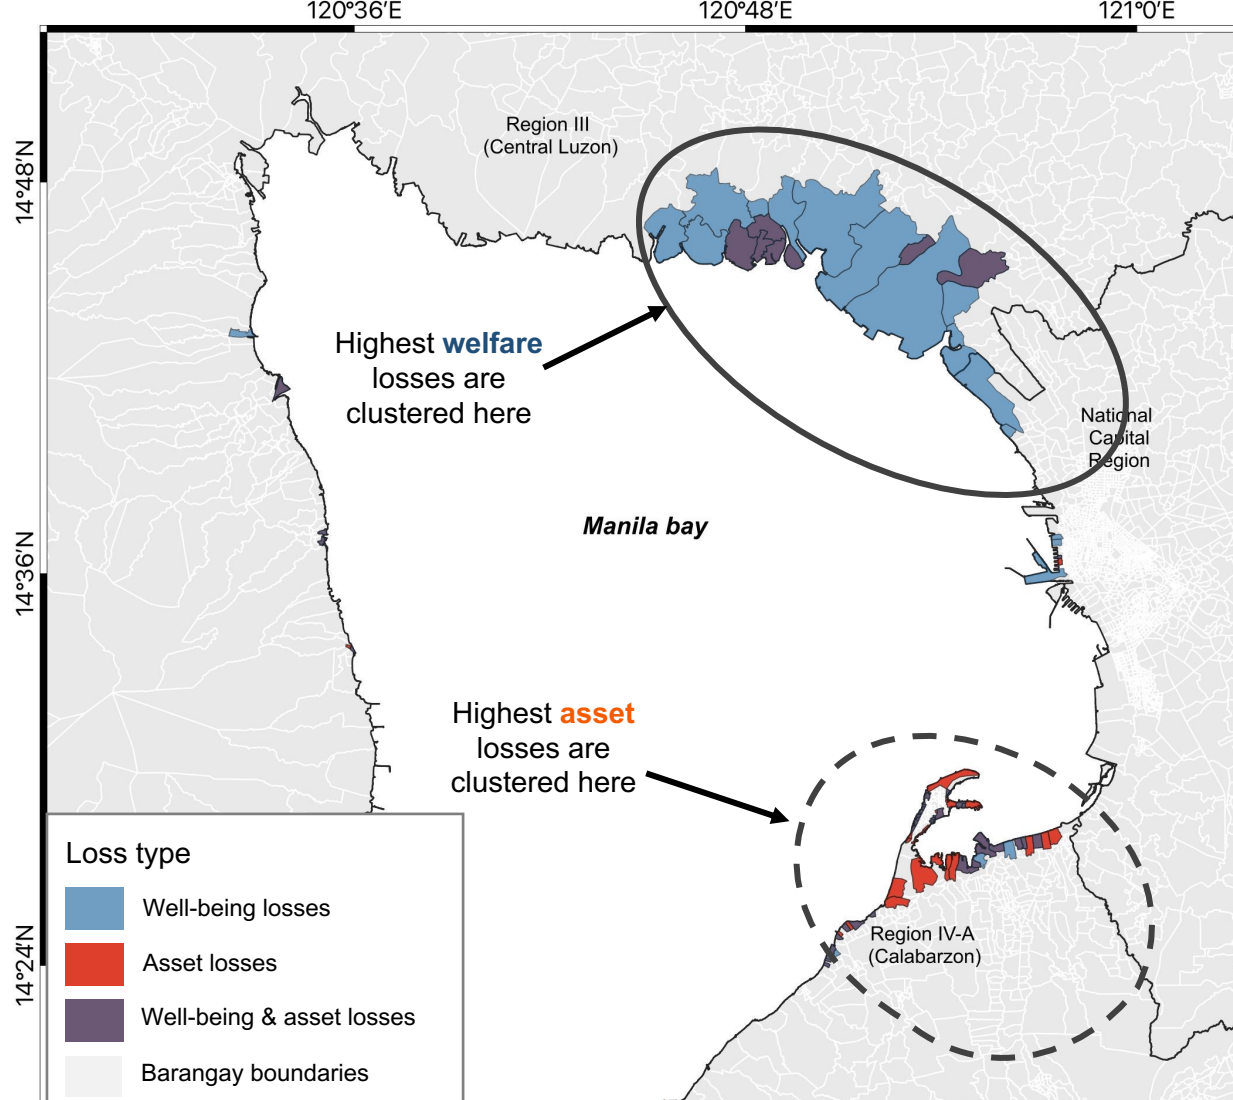 120°36′E
120°48′E
121°0′E
14°48′N
14°36′N
14°24′N
Region III
(Central Luzon)
Highest welfare
losses are
clustered here
National
Capital
Region
Manila bay
Highest asset
losses are
clustered here
Region IV-A
(Calabarzon)
Loss type
Well-being losses
Asset losses
Well-being & asset losses
Barangay boundaries